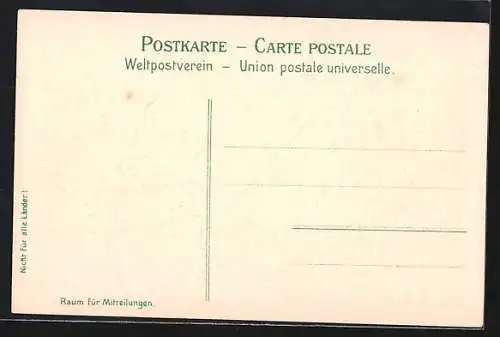 POSTKARTE – CARTE POSTALE
Weltpostverein – Union postale universelle.
Nicht für alle Länder!
Raum für Mitteilungen.